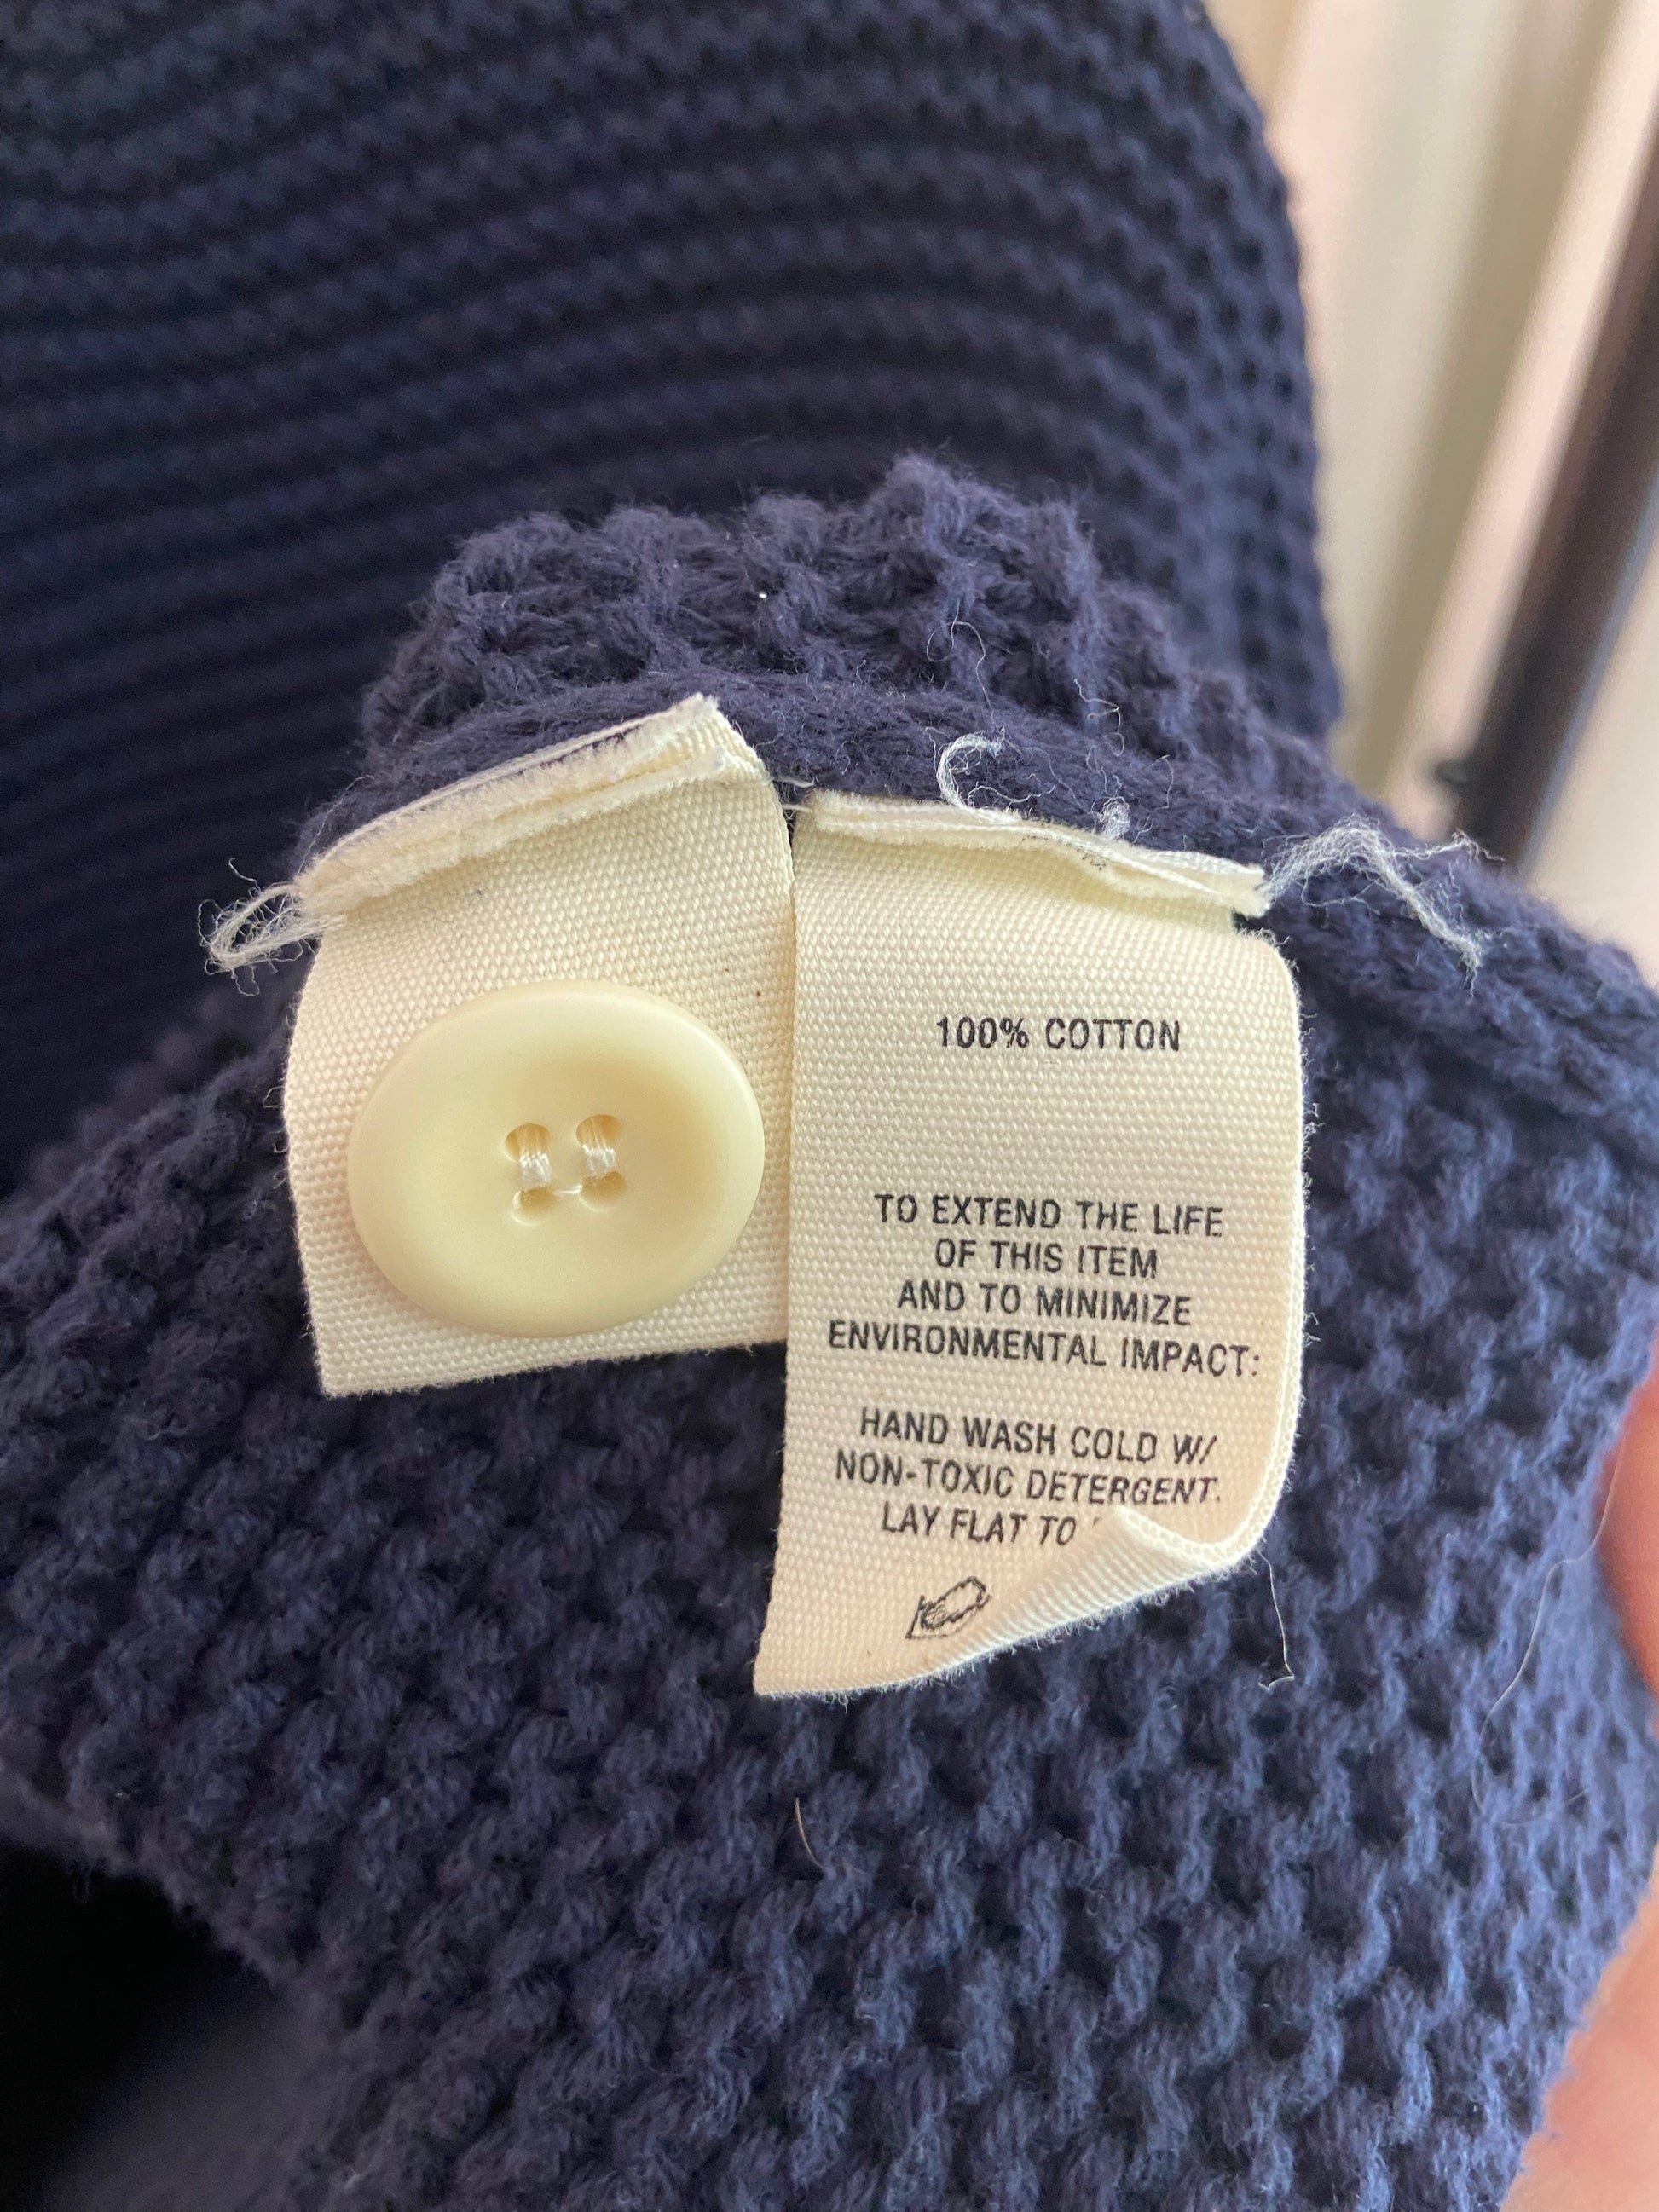 100% COTTON
TO EXTEND THE LIFE
OF THIS ITEM
AND TO MINIMIZE
ENVIRONMENTAL IMPACT:
HAND WASH COLD W/
NON-TOXIC DETERGENT.
LAY FLAT TO